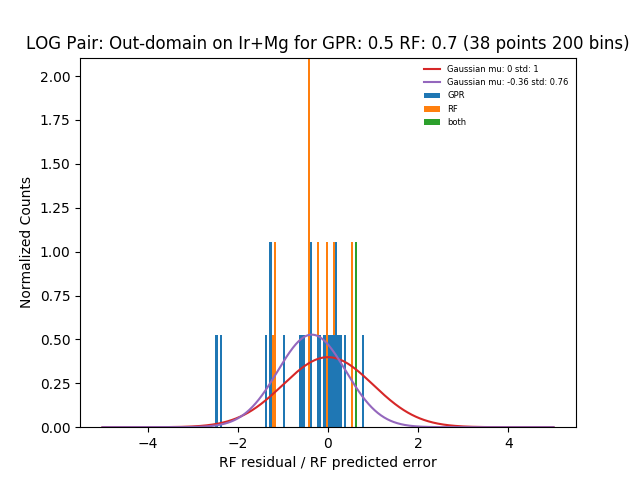 LOG Pair: Out-domain on Ir+Mg for GPR: 0.5 RF: 0.7 (38 points 200 bins)
Gaussian mu: 0 std: 1
Gaussian mu: -0.36 std: 0.76
GPR
RF
both
2.00
1.75
1.50
1.25
1.00
0.75
0.50
0.25
0.00
Normalized Counts
−4 −2 0 2 4
RF residual / RF predicted error